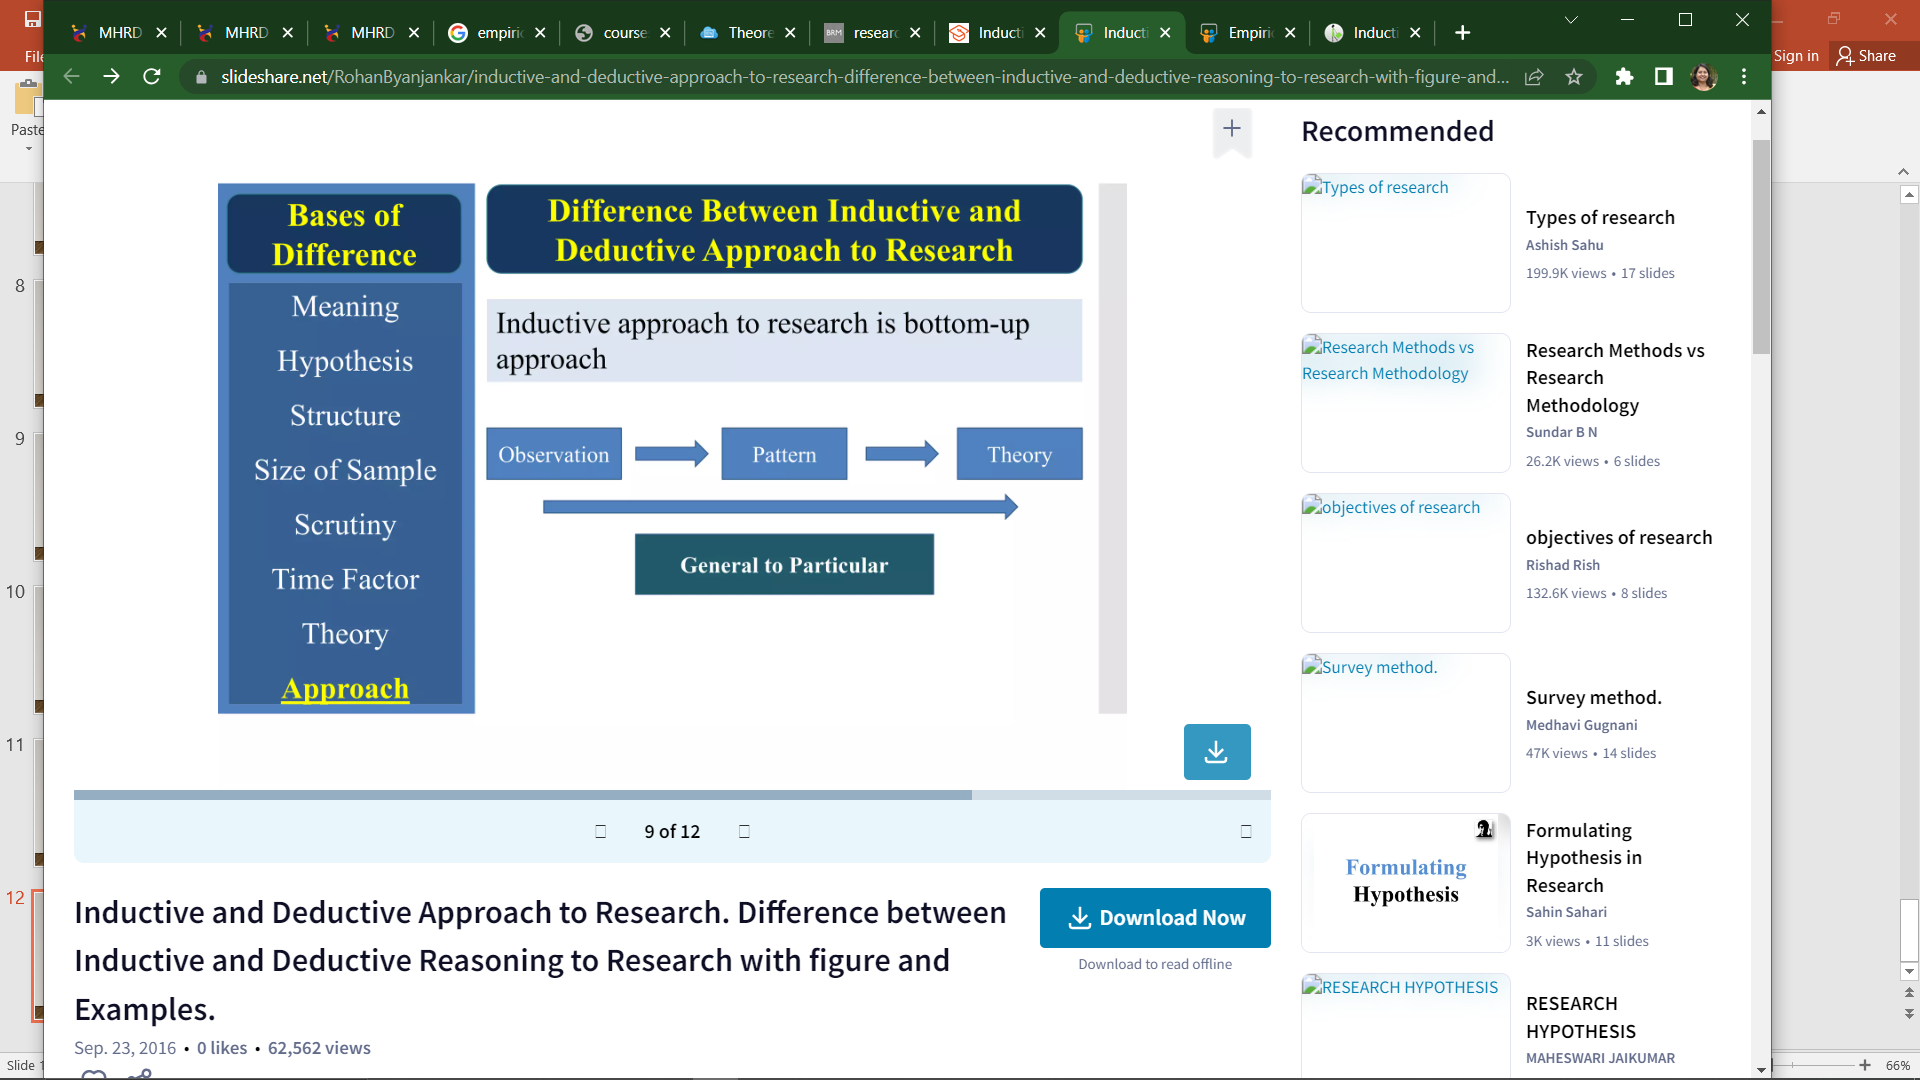 MHRD
MHRD
MHRD
empiric
course
Theore
BRM
researc
Inducti
Inducti
Empiri
Inducti
File
Sign in
Share
slideshare.net/RohanByanjankar/inductive-and-deductive-approach-to-research-difference-between-inductive-and-deductive-reasoning-to-research-with-figure-and...
Paste
8
9
10
11
12
Bases of
Difference
Meaning
Hypothesis
Structure
Size of Sample
Scrutiny
Time Factor
Theory
Approach
Difference Between Inductive and
Deductive Approach to Research
Inductive approach to research is bottom-up
approach
Observation
Pattern
Theory
General to Particular
9 of 12
Inductive and Deductive Approach to Research. Difference between
Inductive and Deductive Reasoning to Research with figure and
Examples.
Sep. 23, 2016 • 0 likes • 62,562 views
Download Now
Download to read offline
Recommended
Types of research
Types of research
Ashish Sahu
199.9K views • 17 slides
Research Methods vs
Research Methodology
Research Methods vs
Research
Methodology
Sundar B N
26.2K views • 6 slides
objectives of research
objectives of research
Rishad Rish
132.6K views • 8 slides
Survey method.
Survey method.
Medhavi Gugnani
47K views • 14 slides
Formulating
Hypothesis
Formulating
Hypothesis in
Research
Sahin Sahari
3K views • 11 slides
RESEARCH HYPOTHESIS
RESEARCH
HYPOTHESIS
MAHESWARI JAIKUMAR
Slide 1
66%